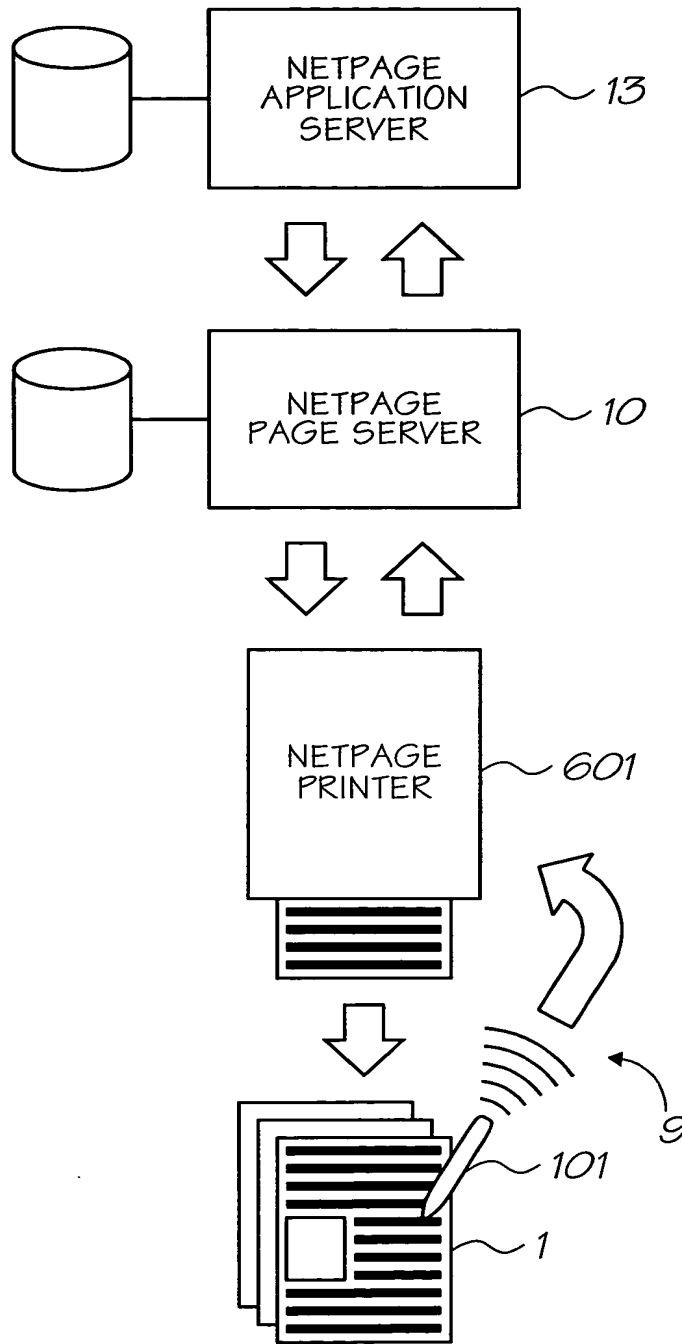 NETPAGE
APPLICATION
SERVER
13
NETPAGE
PAGE SERVER
10
NETPAGE
PRINTER
601
9
101
1